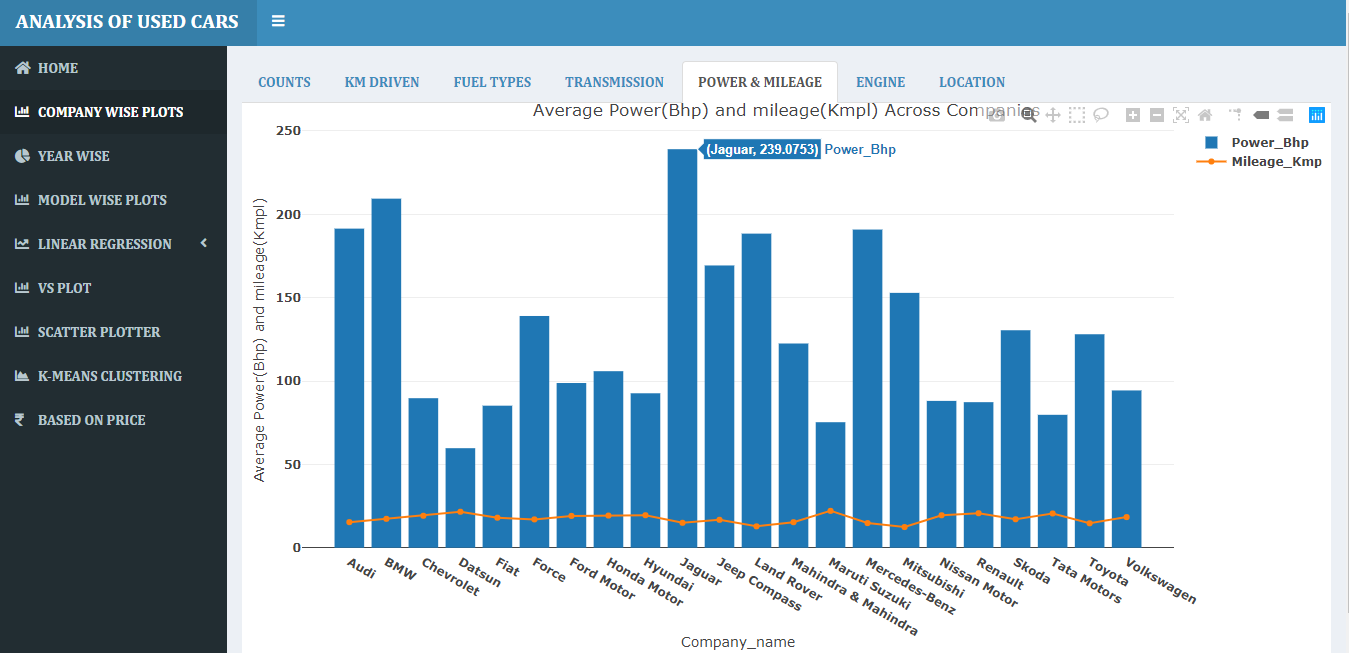 ANALYSIS OF USED CARS
HOME
COMPANY WISE PLOTS
YEAR WISE
MODEL WISE PLOTS
LINEAR REGRESSION
VS PLOT
SCATTER PLOTTER
K-MEANS CLUSTERING
BASED ON PRICE
COUNTS KM DRIVEN FUEL TYPES TRANSMISSION POWER & MILEAGE ENGINE LOCATION
Average Power(Bhp) and mileage(Kmpl) Across Companies
Power_Bhp
Mileage_Kmp
(Jaguar, 239.0753) Power_Bhp
Average Power(Bhp) and mileage(Kmpl)
250
200
150
100
50
0
Audi
BMW
Chevrolet
Datsun
Fiat
Force
Ford Motor
Honda Motor
Hyundai
Jaguar
Jeep Compass
Land Rover
Mahindra & Mahindra
Maruti Suzuki
Mercedes-Benz
Mitsubishi
Nissan Motor
Renault
Skoda
Tata Motors
Toyota
Volkswagen
Company_name